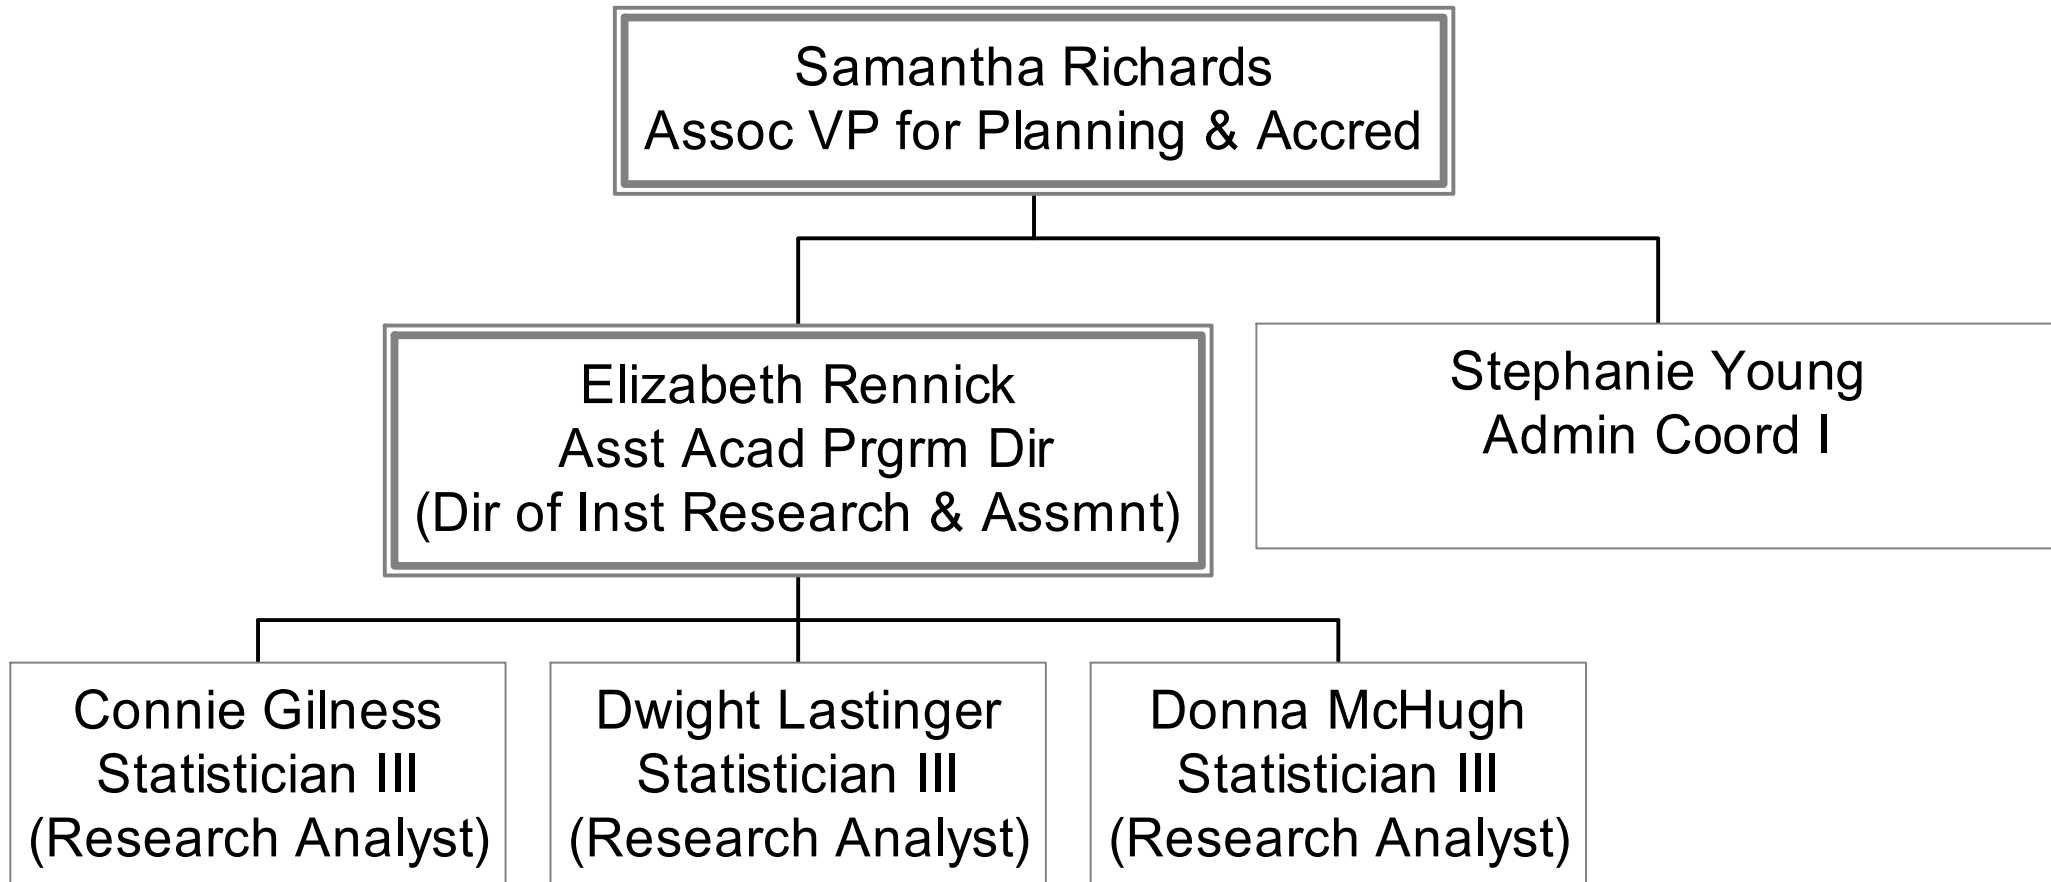 Samantha Richards
Assoc VP for Planning & Accred
Elizabeth Rennick
Asst Acad Prgrm Dir
(Dir of Inst Research & Assmnt)
Stephanie Young
Admin Coord I
Connie Gilness
Statistician III
(Research Analyst)
Dwight Lastinger
Statistician III
(Research Analyst)
Donna McHugh
Statistician III
(Research Analyst)